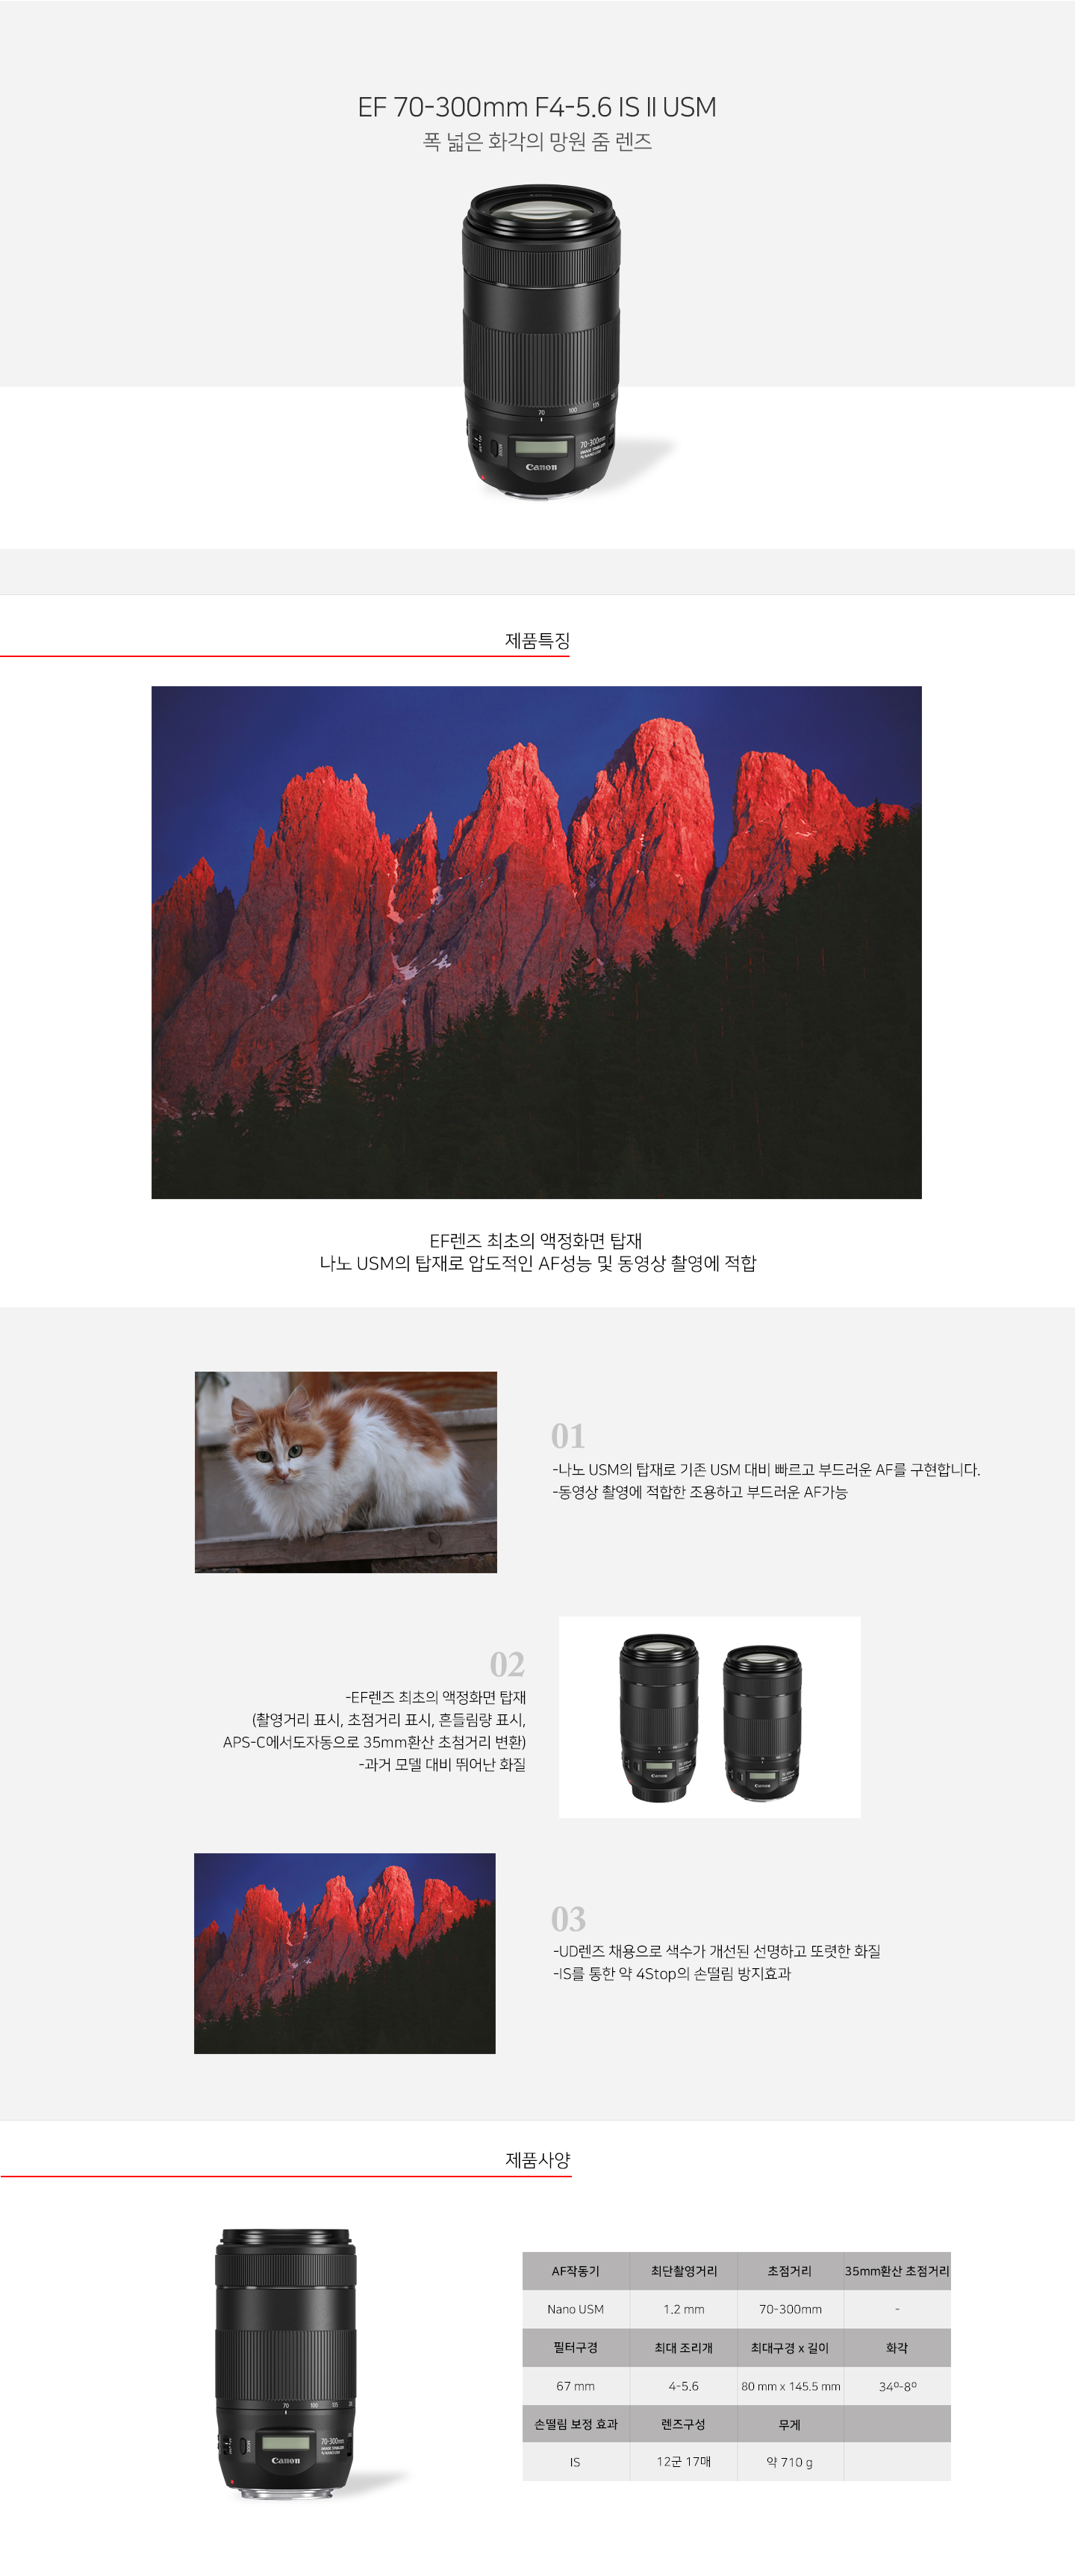 EF 70-300mm F4-5.6 IS II USM
폭 넓은 화각의 망원 줌 렌즈
70 100 135
70-300mm
IMAGE STABILIZER
Canon
제품특징
EF렌즈 최초의 액정화면 탑재
나노 USM의 탑재로 압도적인 AF성능 및 동영상 촬영에 적합
01
-나노 USM의 탑재로 기존 USM 대비 빠르고 부드러운 AF를 구현합니다.
-동영상 촬영에 적합한 조용하고 부드러운 AF가능
02
-EF렌즈 최초의 액정화면 탑재
(촬영거리 표시, 초점거리 표시, 흔들림량 표시,
APS-C에서도자동으로 35mm환산 초점거리 변환)
-과거 모델 대비 뛰어난 화질
Canon
Canon
03
-UD렌즈 채용으로 색수가 개선된 선명하고 또렷한 화질
-IS를 통한 약 4Stop의 손떨림 방지효과
제품사양
70 100 135
70-300mm
IMAGE STABILIZER
Canon
AF작동기 최단촬영거리 초점거리 35mm환산 초점거리
Nano USM 1.2 mm 70-300mm -
필터구경 최대 조리개 최대구경 x 길이 화각
67 mm 4-5.6 80 mm x 145.5 mm 34º-8º
손떨림 보정 효과 렌즈구성 무게
IS 12군 17매 약 710 g